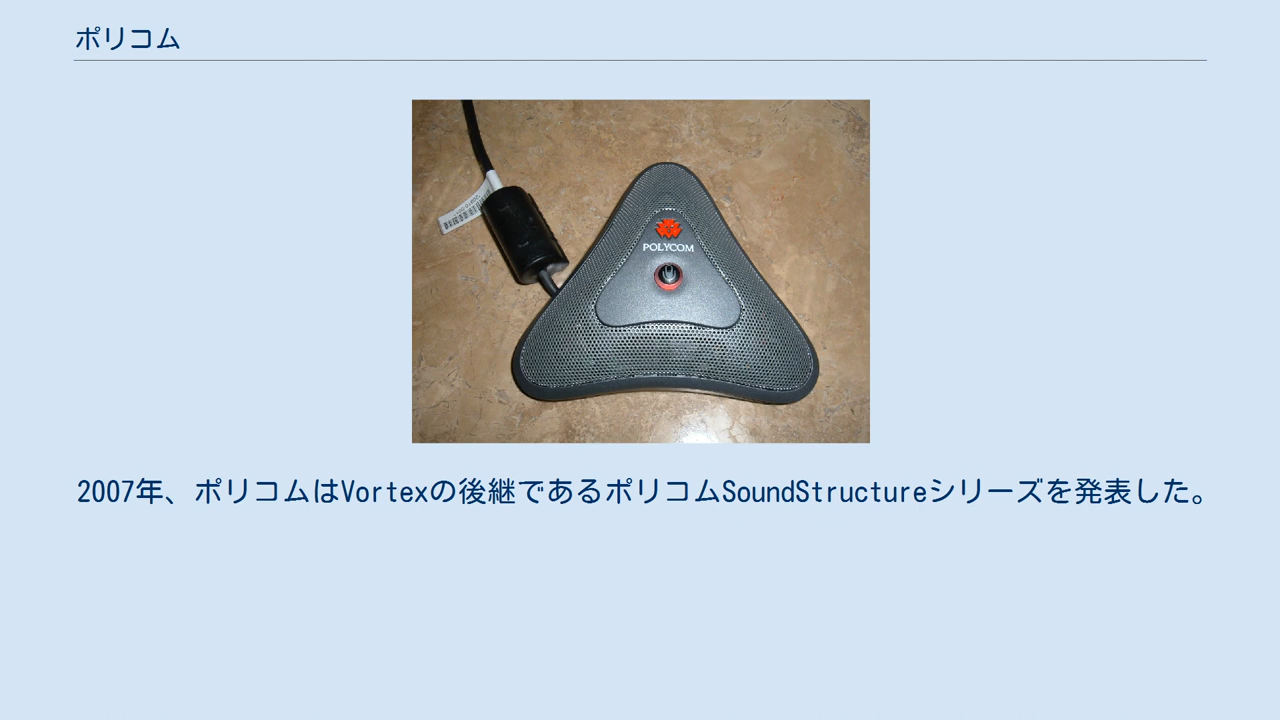 ポリコム
POLYCOM
2007年、ポリコムはVortexの後継であるポリコムSoundStructureシリーズを発表した。